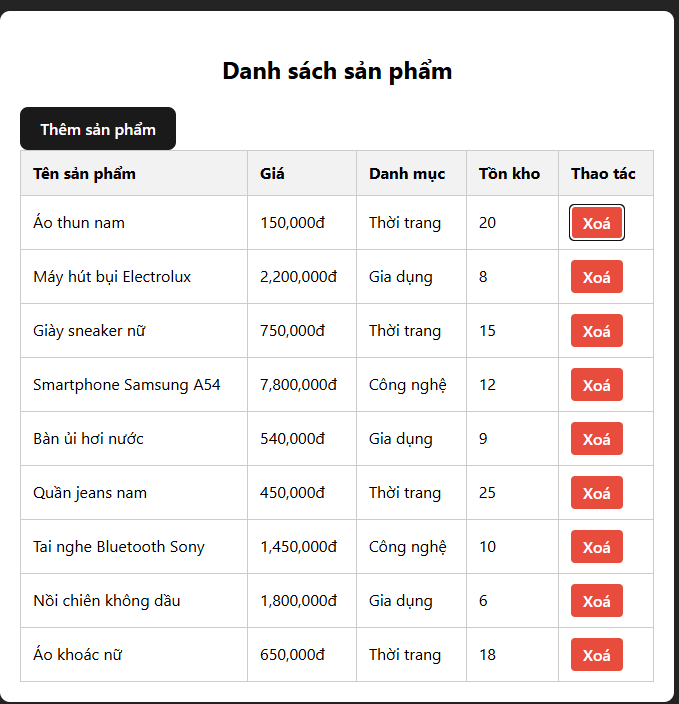 Danh sách sản phẩm
Thêm sản phẩm
Tên sản phẩm Giá Danh mục Tồn kho Thao tác
Áo thun nam 150,000đ Thời trang 20 Xoá
Máy hút bụi Electrolux 2,200,000đ Gia dụng 8 Xoá
Giày sneaker nữ 750,000đ Thời trang 15 Xoá
Smartphone Samsung A54 7,800,000đ Công nghệ 12 Xoá
Bàn ủi hơi nước 540,000đ Gia dụng 9 Xoá
Quần jeans nam 450,000đ Thời trang 25 Xoá
Tai nghe Bluetooth Sony 1,450,000đ Công nghệ 10 Xoá
Nồi chiên không dầu 1,800,000đ Gia dụng 6 Xoá
Áo khoác nữ 650,000đ Thời trang 18 Xoá